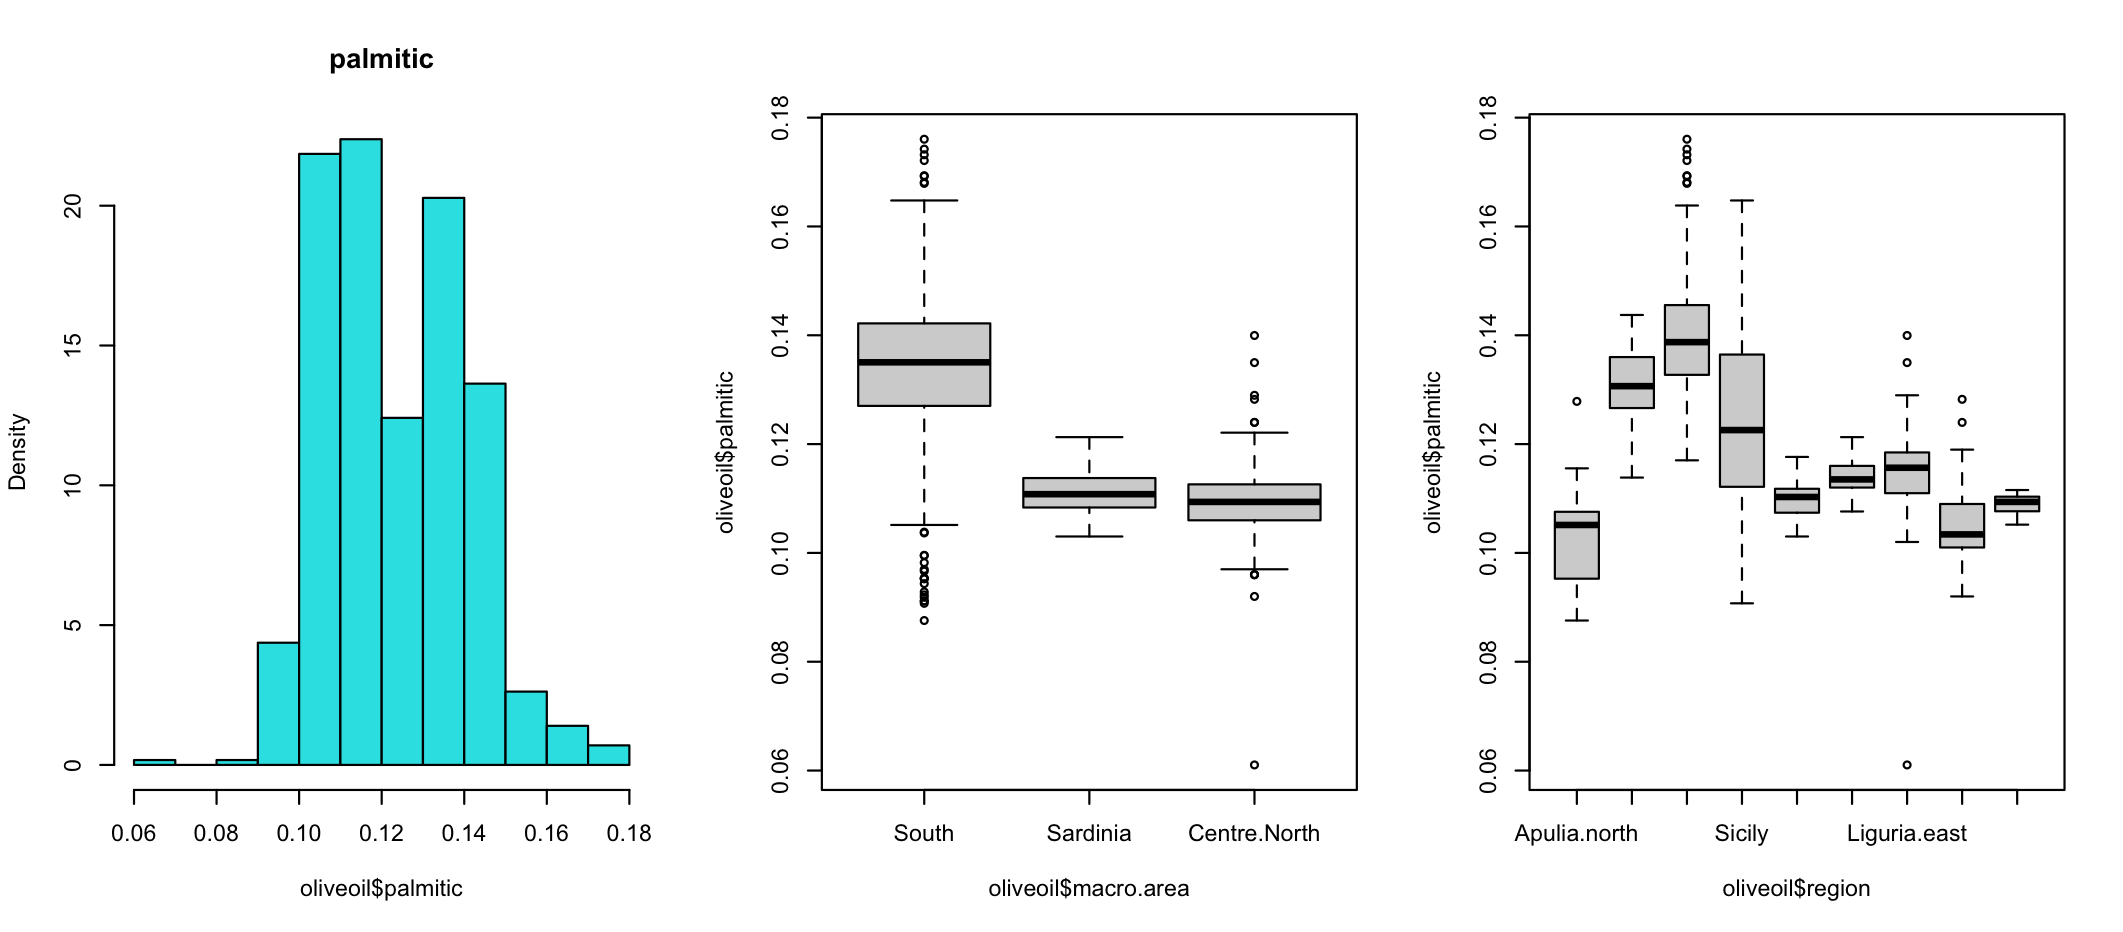 palmitic
Density
0 5 10 15 20
0.06 0.08 0.10 0.12 0.14 0.16 0.18
oliveoil$palmitic
oliveoil$palmitic
0.06 0.08 0.10 0.12 0.14 0.16 0.18
South Sardinia Centre.North
oliveoil$macro.area
oliveoil$palmitic
0.06 0.08 0.10 0.12 0.14 0.16 0.18
Apulia.north Sicily Liguria.east
oliveoil$region